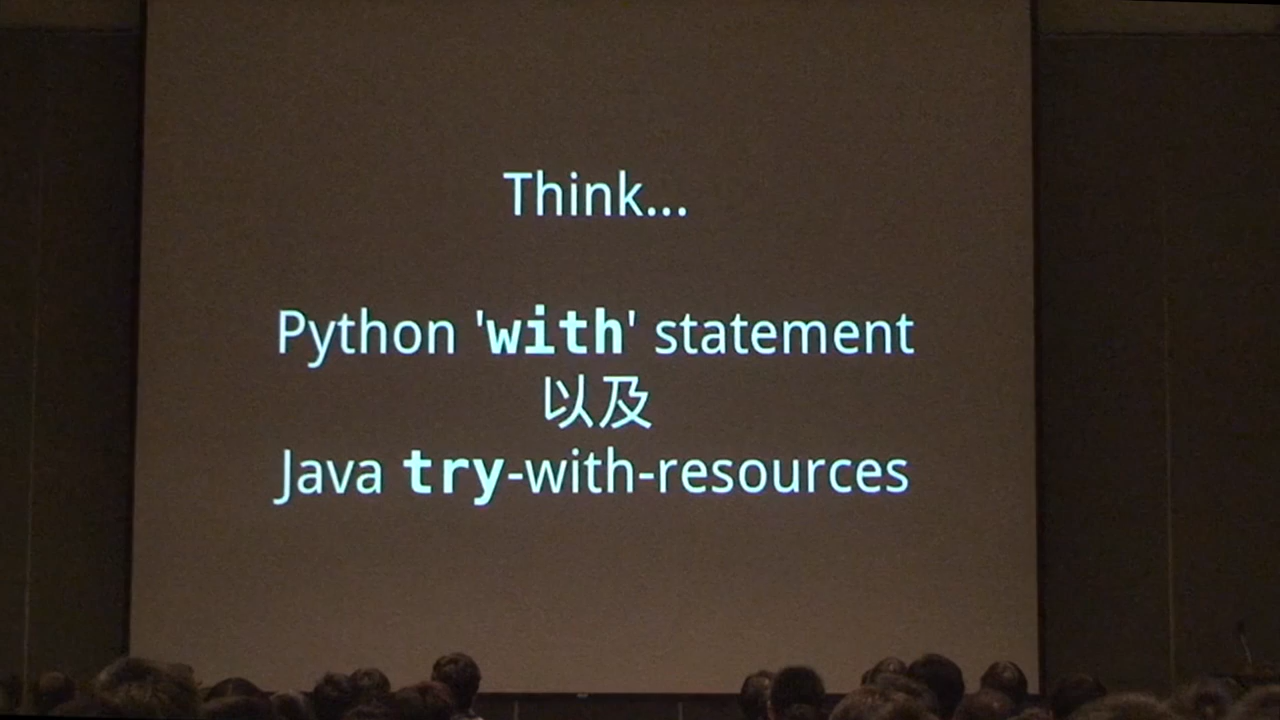 Think...
Python 'with' statement
以及
Java try-with-resources